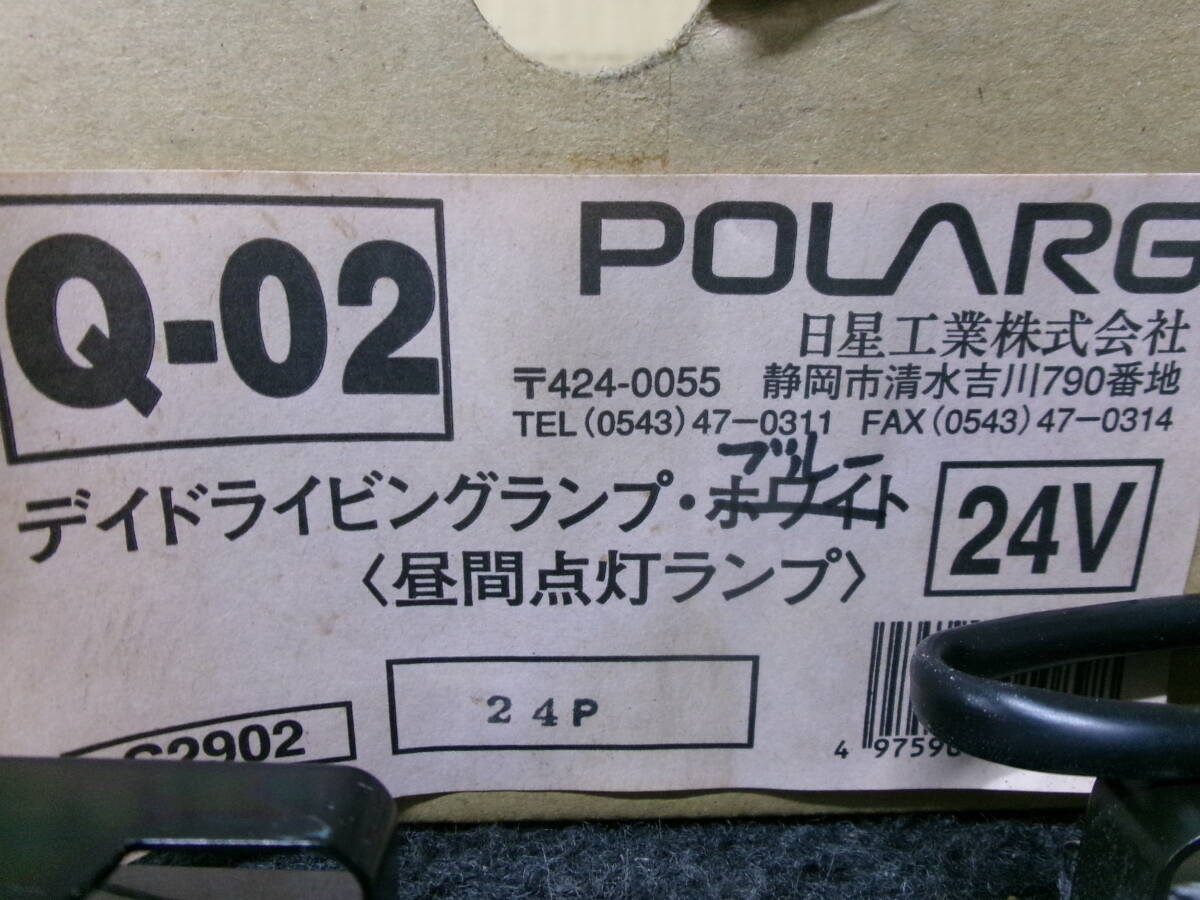 Q-02
POLARG
日星工業株式会社
〒424-0055 静岡市清水吉川790番地
TEL(0543)47-0311 FAX(0543)47-0314
ブルー
デイドライビングランプ・ホワイト
24V
〈昼間点灯ランプ〉
24P
2902
4 9759